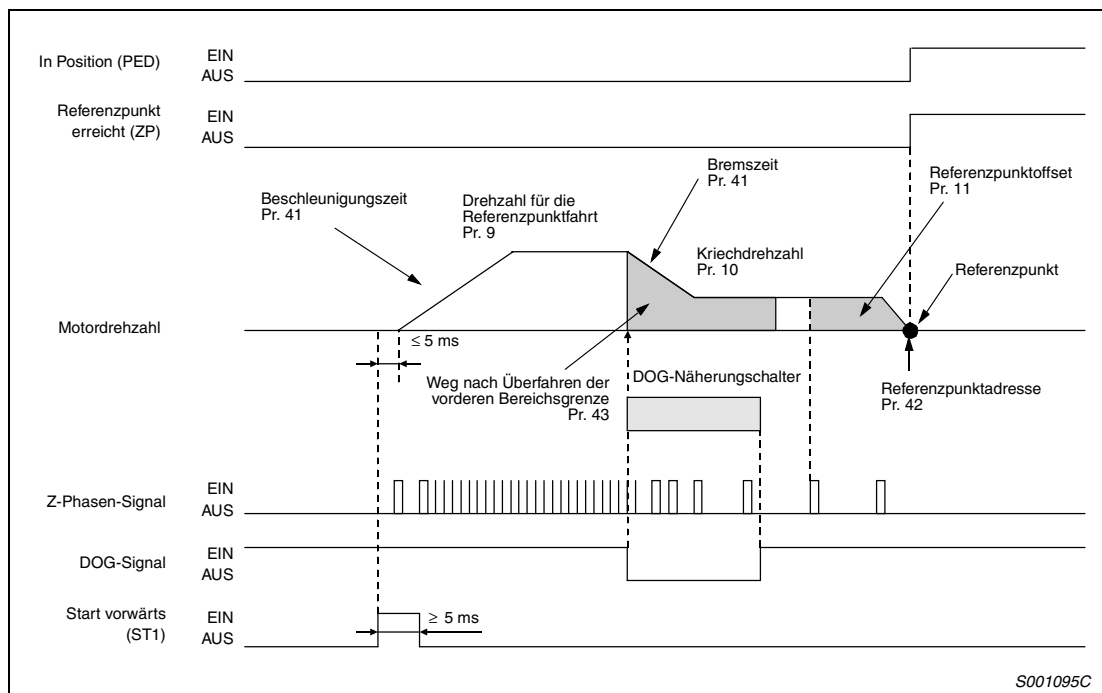 In Position (PED)
EIN
AUS
Referenzpunkt
erreicht (ZP)
EIN
AUS
Beschleunigungszeit
Pr. 41
Drehzahl für die
Referenzpunktfahrt
Pr. 9
Bremszeit
Pr. 41
Kriechdrehzahl
Pr. 10
Referenzpunktoffset
Pr. 11
Referenzpunkt
Motordrehzahl
≤ 5 ms
Weg nach Überfahren der
vorderen Bereichsgrenze
Pr. 43
DOG-Näherungschalter
Referenzpunktadresse
Pr. 42
Z-Phasen-Signal
EIN
AUS
DOG-Signal
EIN
AUS
Start vorwärts
(ST1)
EIN
AUS
≥ 5 ms
S001095C